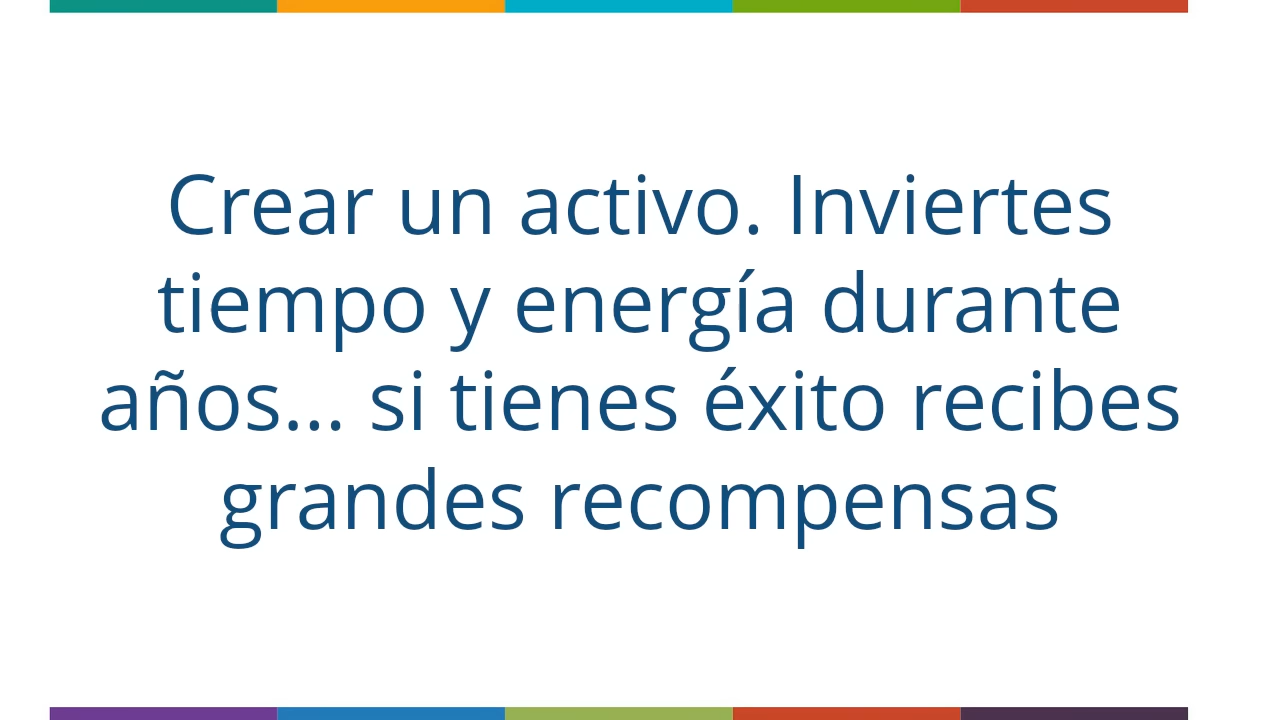 Crear un activo. Inviertes
tiempo y energía durante
años... si tienes éxito recibes
grandes recompensas